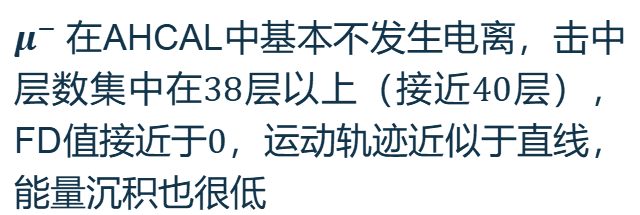 μ⁻ 在AHCAL中基本不发生电离，击中
层数集中在38层以上（接近40层），
FD值接近于0，运动轨迹近似于直线，
能量沉积也很低